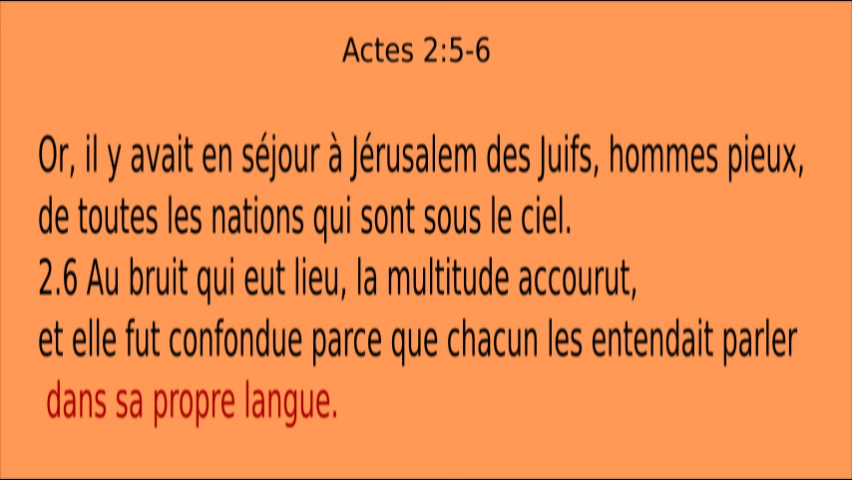 Actes 2:5-6
Or, il y avait en séjour à Jérusalem des Juifs, hommes pieux,
de toutes les nations qui sont sous le ciel.
2.6 Au bruit qui eut lieu, la multitude accourut,
et elle fut confondue parce que chacun les entendait parler
dans sa propre langue.